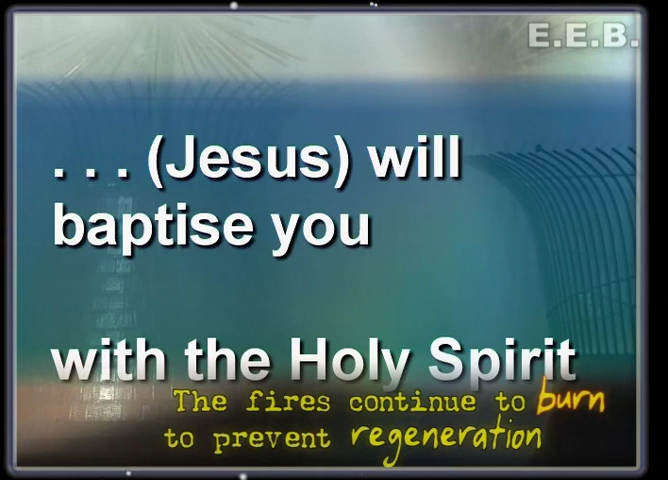 E.E.B.
. . . (Jesus) will
baptise you
with the Holy Spirit
The fires continue to burn
to prevent regeneration